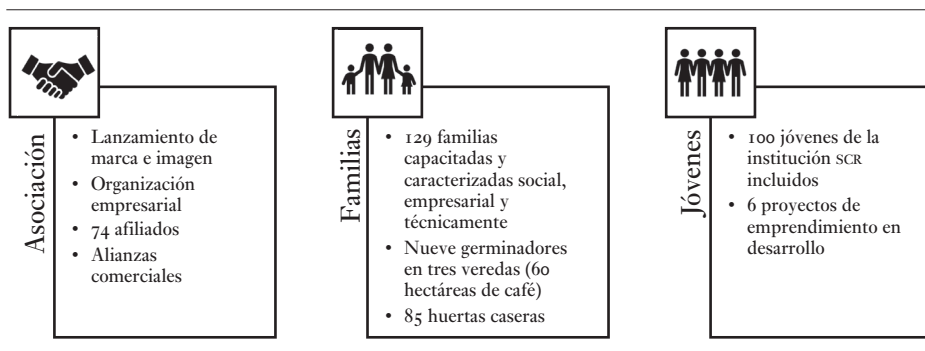 Asociación
• Lanzamiento de
marca e imagen
• Organización
empresarial
• 74 afiliados
• Alianzas
comerciales
Familias
• 129 familias
capacitadas y
caracterizadas social,
empresarial y
técnicamente
• Nueve germinadores
en tres veredas (60
hectáreas de café)
• 85 huertas caseras
Jóvenes
• 100 jóvenes de la
institución SCR
incluidos
• 6 proyectos de
emprendimiento en
desarrollo